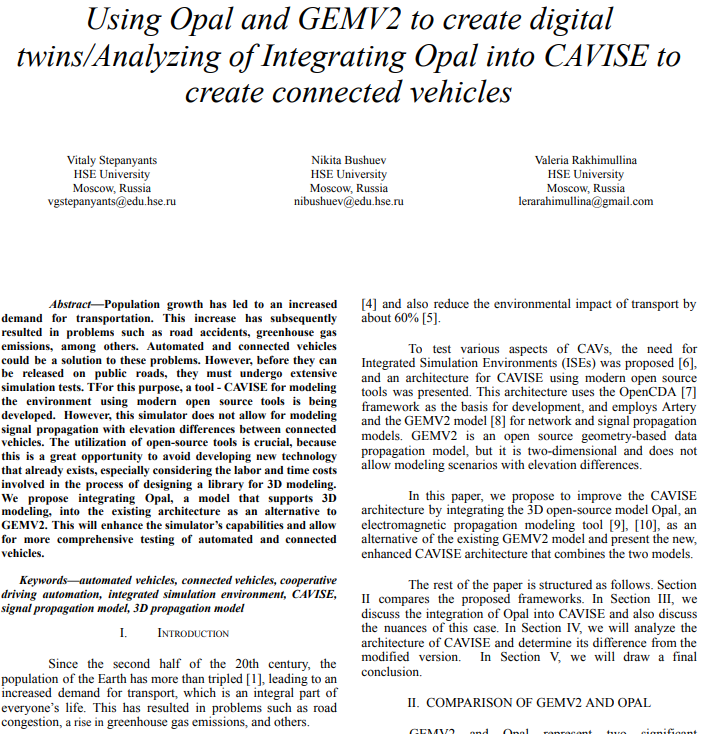 Using Opal and GEMV2 to create digital
twins/Analyzing of Integrating Opal into CAVISE to
create connected vehicles
Vitaly Stepanyants
HSE University
Moscow, Russia
vgstepanyants@edu.hse.ru
Nikita Bushuev
HSE University
Moscow, Russia
nibushuev@edu.hse.ru
Valeria Rakhimullina
HSE University
Moscow, Russia
lerarahimullina@gmail.com
Abstract—Population growth has led to an increased
demand for transportation. This increase has subsequently
resulted in problems such as road accidents, greenhouse gas
emissions, among others. Automated and connected vehicles
could be a solution to these problems. However, before they can
be released on public roads, they must undergo extensive
simulation tests. TFor this purpose, a tool - CAVISE for modeling
the environment using modern open source tools is being
developed. However, this simulator does not allow for modeling
signal propagation with elevation differences between connected
vehicles. The utilization of open-source tools is crucial, because
this is a great opportunity to avoid developing new technology
that already exists, especially considering the labor and time costs
involved in the process of designing a library for 3D modeling.
We propose integrating Opal, a model that supports 3D
modeling, into the existing architecture as an alternative to
GEMV2. This will enhance the simulator's capabilities and allow
for more comprehensive testing of automated and connected
vehicles.
Keywords—automated vehicles, connected vehicles, cooperative
driving automation, integrated simulation environment, CAVISE,
signal propagation model, 3D propagation model
I. INTRODUCTION
Since the second half of the 20th century, the
population of the Earth has more than tripled [1], leading to an
increased demand for transport, which is an integral part of
everyone's life. This has resulted in problems such as road
congestion, a rise in greenhouse gas emissions, and others.
[4] and also reduce the environmental impact of transport by
about 60% [5].
To test various aspects of CAVs, the need for
Integrated Simulation Environments (ISEs) was proposed [6],
and an architecture for CAVISE using modern open source
tools was presented. This architecture uses the OpenCDA [7]
framework as the basis for development, and employs Artery
and the GEMV2 model [8] for network and signal propagation
models. GEMV2 is an open source geometry-based data
propagation model, but it is two-dimensional and does not
allow modeling scenarios with elevation differences.
In this paper, we propose to improve the CAVISE
architecture by integrating the 3D open-source model Opal, an
electromagnetic propagation modeling tool [9], [10], as an
alternative of the existing GEMV2 model and present the new,
enhanced CAVISE architecture that combines the two models.
The rest of the paper is structured as follows. Section
II compares the proposed frameworks. In Section III, we
discuss the integration of Opal into CAVISE and also discuss
the nuances of this case. In Section IV, we will analyze the
architecture of CAVISE and determine its difference from the
modified version. In Section V, we will draw a final
conclusion.
II. COMPARISON OF GEMV2 AND OPAL
GEMV2 and Opal represent two significant